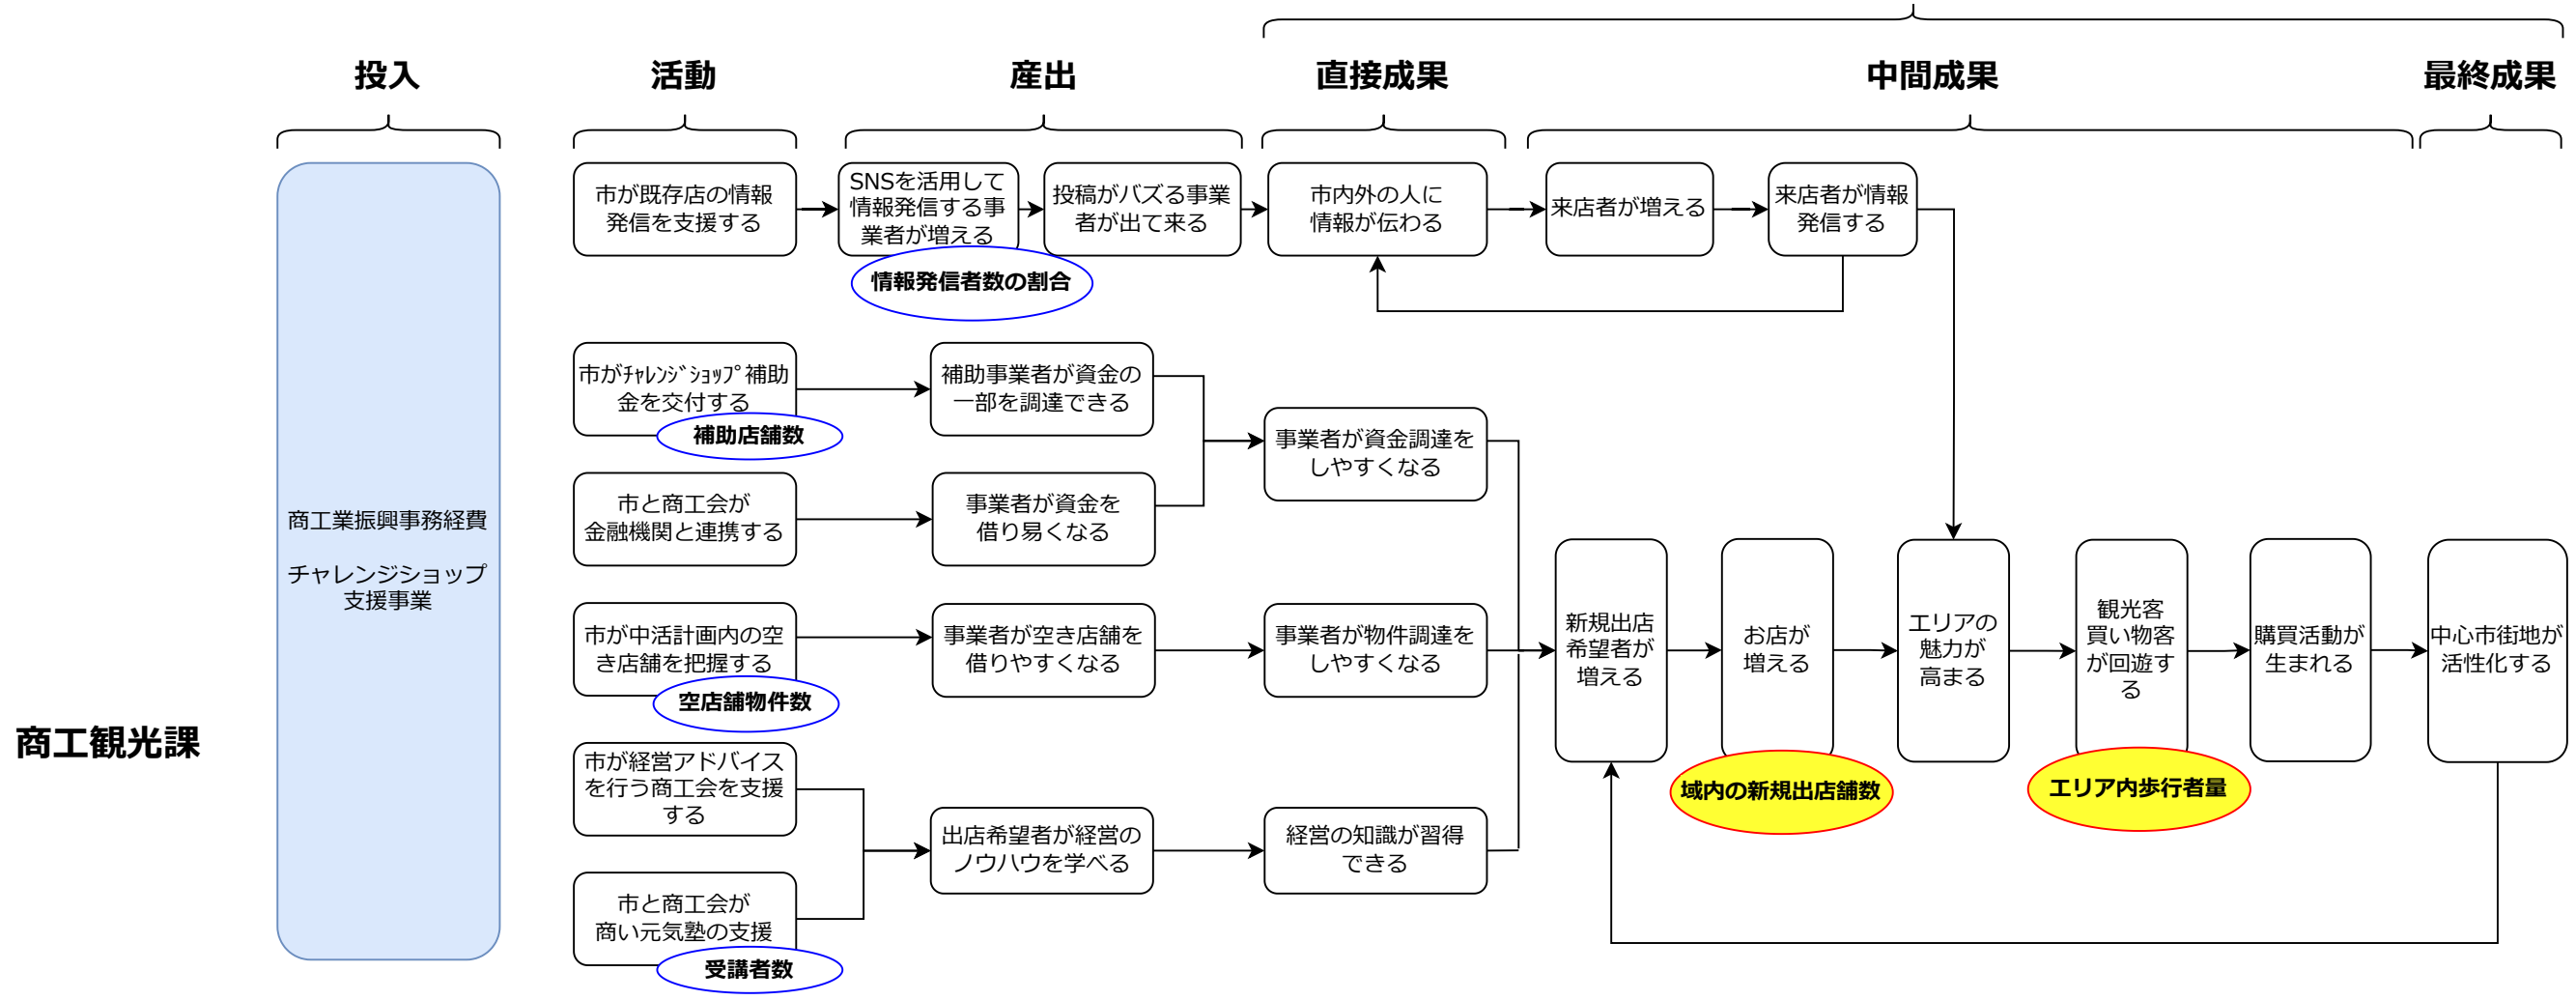 投入
活動
産出
直接成果
中間成果
最終成果
商工観光課
商工業振興事務経費
チャレンジショップ
支援事業
市が既存店の情報
発信を支援する
SNSを活用して
情報発信する事
業者が増える
情報発信者数の割合
投稿がバズる事業
者が出て来る
市内外の人に
情報が伝わる
来店者が増える
来店者が情報
発信する
市がﾁｬﾚﾝｼﾞｼｮｯﾌﾟ補助
金を交付する
補助店舗数
補助事業者が資金の
一部を調達できる
市と商工会が
金融機関と連携する
事業者が資金を
借り易くなる
事業者が資金調達を
しやすくなる
市が中活計画内の空
き店舗を把握する
空店舗物件数
事業者が空き店舗を
借りやすくなる
事業者が物件調達を
しやすくなる
市が経営アドバイス
を行う商工会を支援
する
市と商工会が
商い元気塾の支援
受講者数
出店希望者が経営の
ノウハウを学べる
経営の知識が習得
できる
新規出店
希望者が
増える
お店が
増える
域内の新規出店舗数
エリアの
魅力が
高まる
観光客
買い物客
が回遊す
る
エリア内歩行者量
購買活動が
生まれる
中心市街地が
活性化する